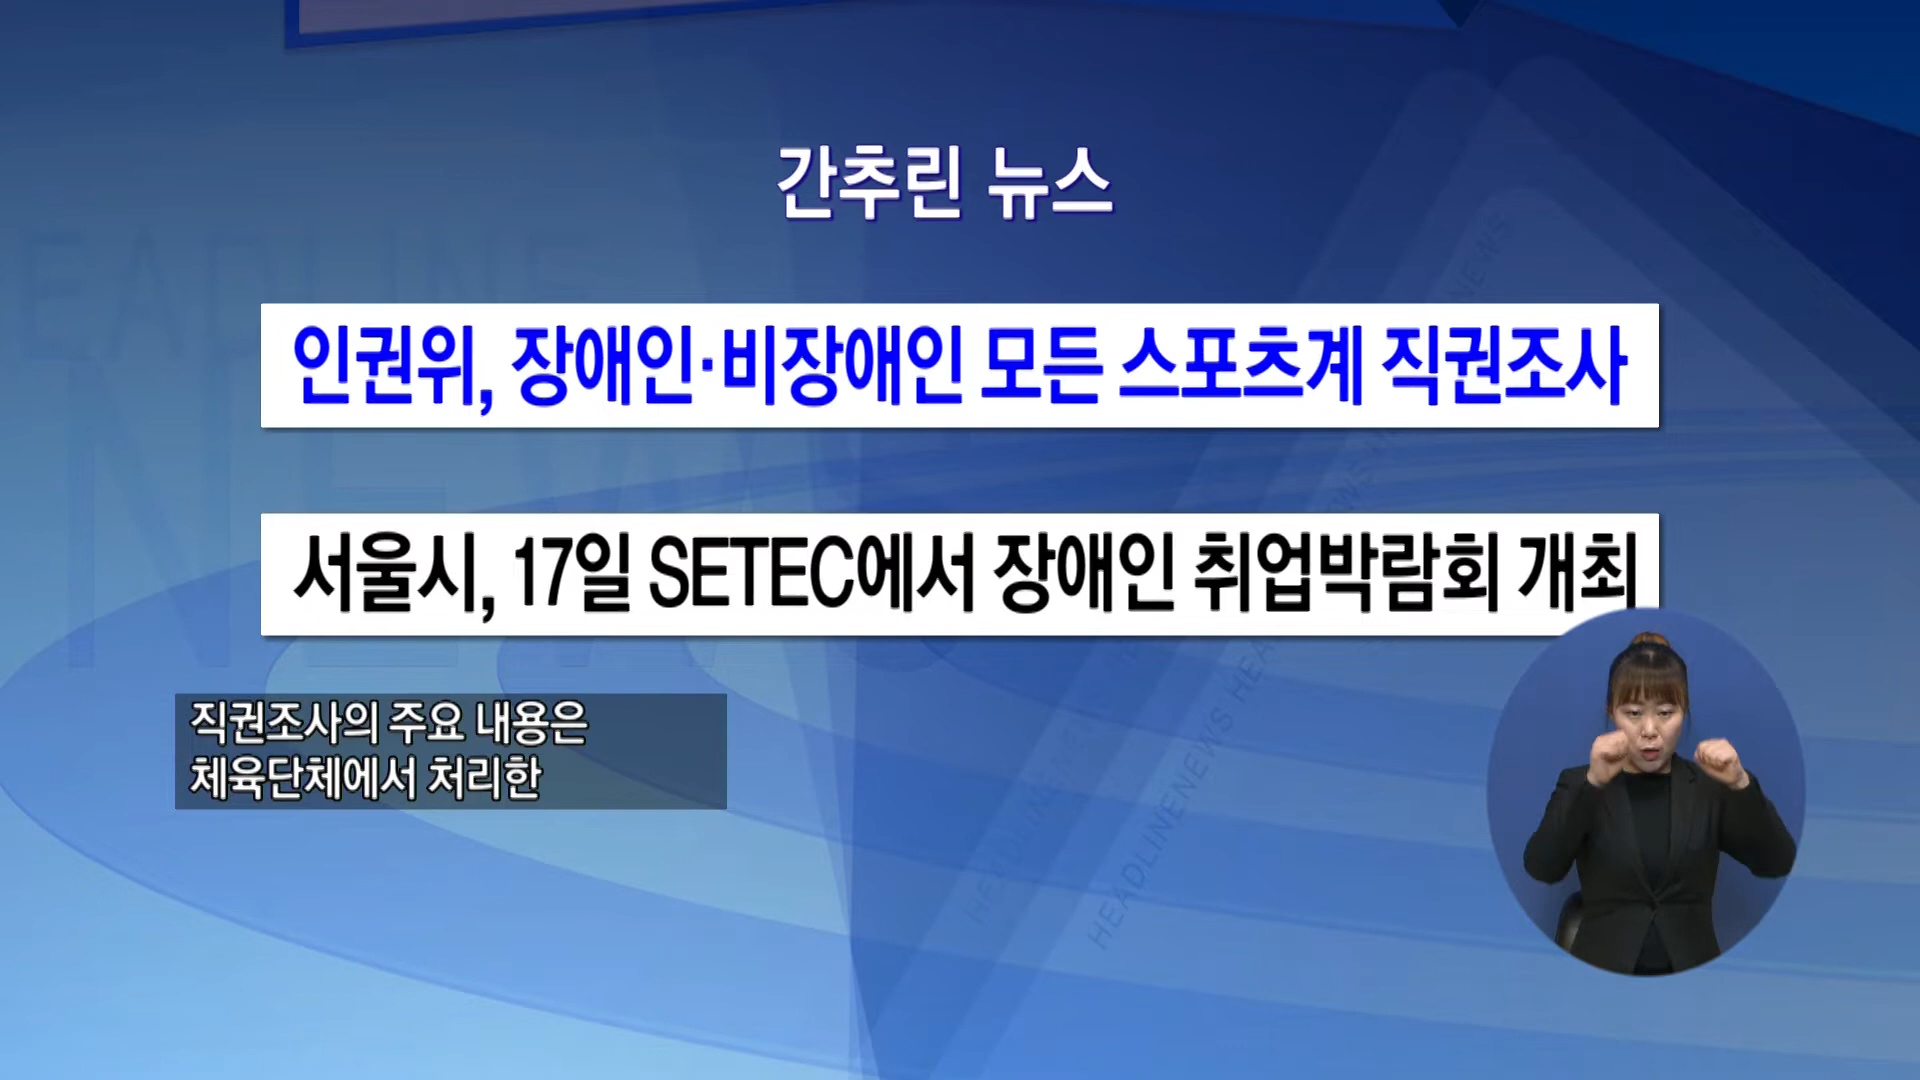 간추린 뉴스
인권위, 장애인·비장애인 모든 스포츠계 직권조사
서울시, 17일 SETEC에서 장애인 취업박람회 개최
직권조사의 주요 내용은
체육단체에서 처리한
HEADLINENEWS HEA